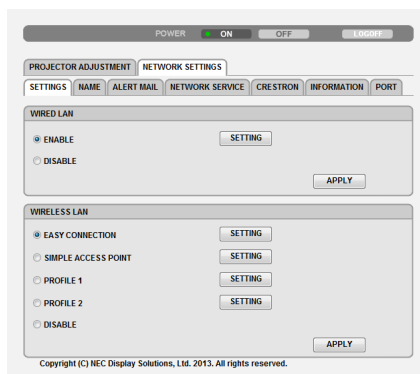 POWER ON OFF LOGOFF
PROJECTOR ADJUSTMENT NETWORK SETTINGS
SETTINGS NAME ALERT MAIL NETWORK SERVICE CRESTRON INFORMATION PORT
WIRED LAN
ENABLE SETTING
DISABLE
APPLY
WIRELESS LAN
EASY CONNECTION SETTING
SIMPLE ACCESS POINT SETTING
PROFILE 1 SETTING
PROFILE 2 SETTING
DISABLE
APPLY
Copyright (C) NEC Display Solutions, Ltd. 2013. All rights reserved.